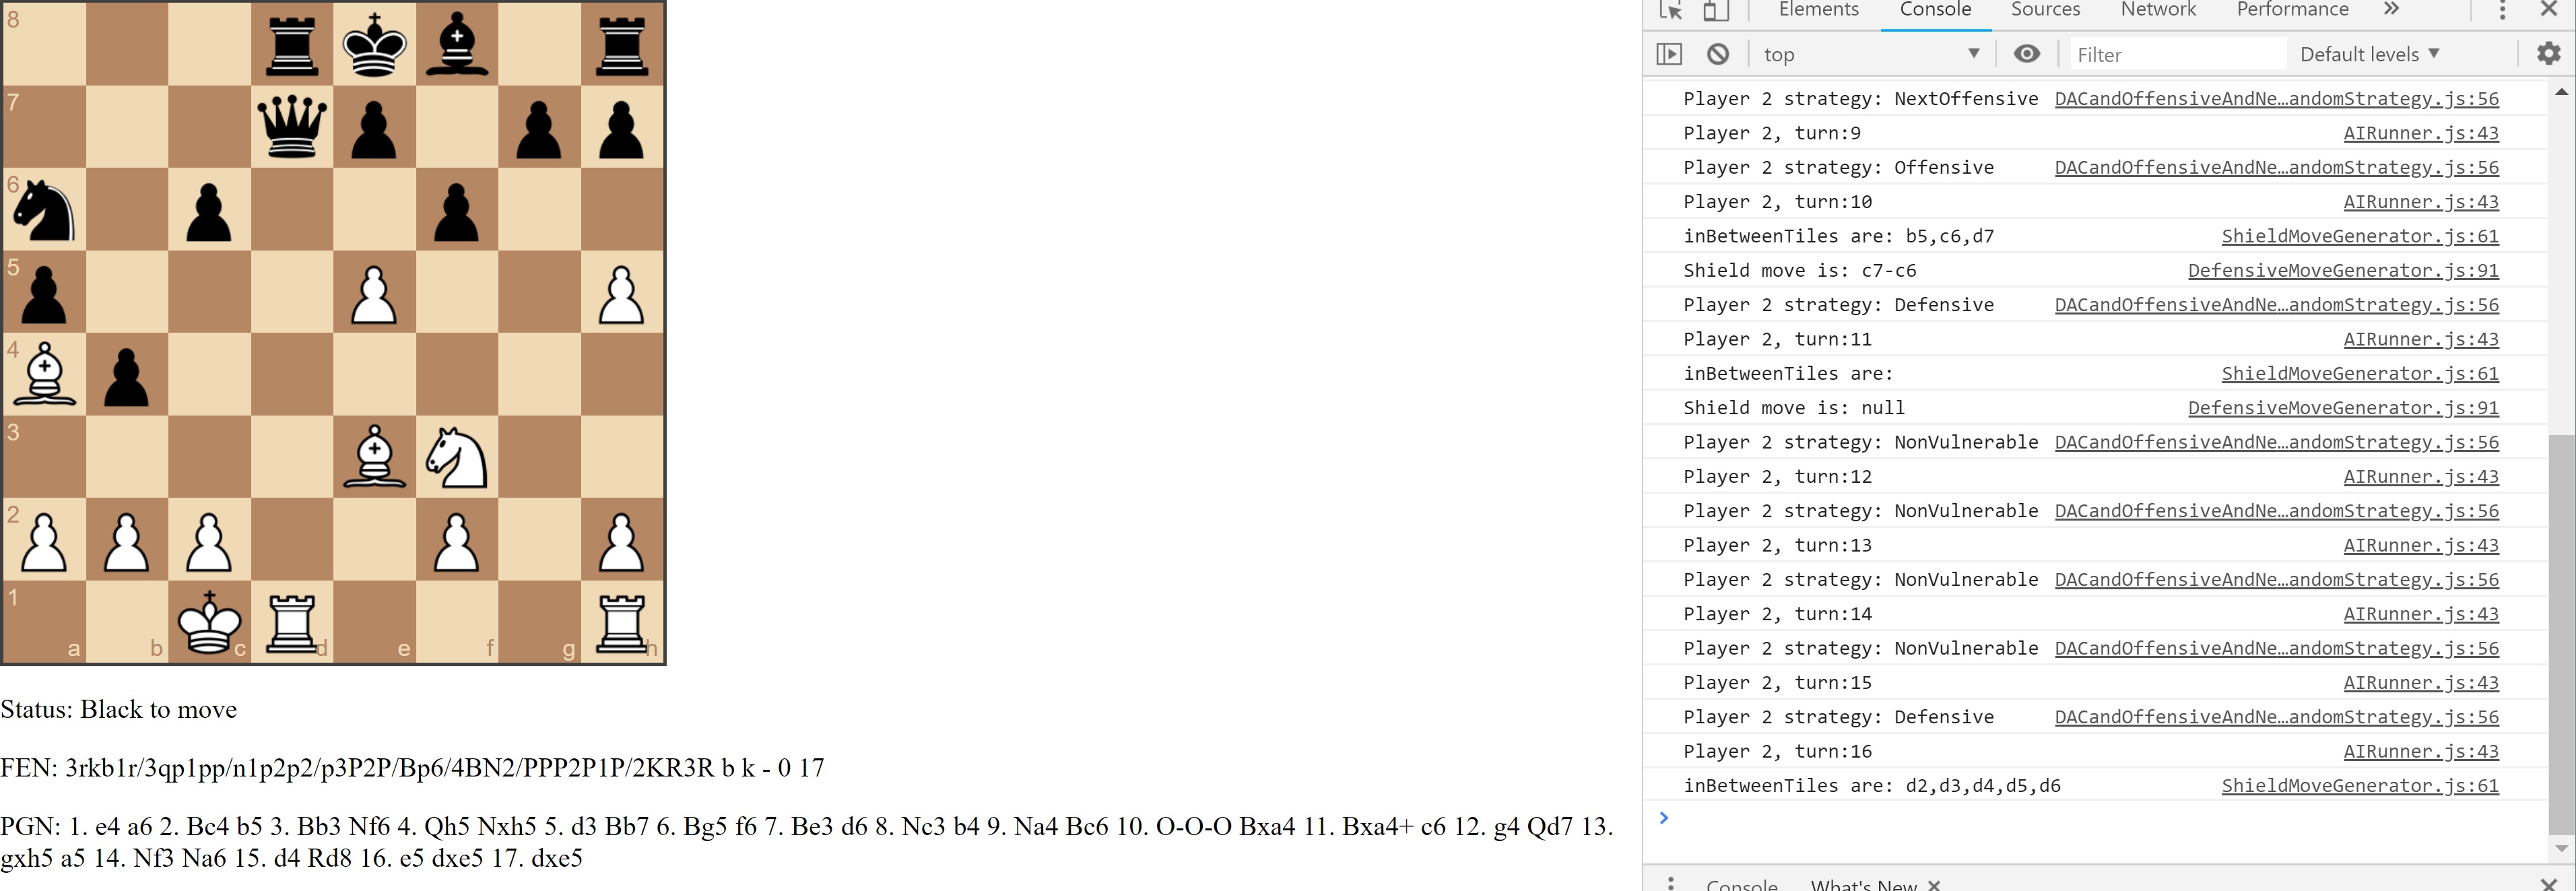 8
7
6
5
4
3
2
1
a b c d e f g h
Status: Black to move
FEN: 3rkb1r/3qp1pp/n1p2p2/p3P2P/Bp6/4BN2/PPP2P1P/2KR3R b k - 0 17
PGN: 1. e4 a6 2. Bc4 b5 3. Bb3 Nf6 4. Qh5 Nxh5 5. d3 Bb7 6. Bg5 f6 7. Be3 d6 8. Nc3 b4 9. Na4 Bc6 10. O-O-O Bxa4 11. Bxa4+ c6 12. g4 Qd7 13.
gxh5 a5 14. Nf3 Na6 15. d4 Rd8 16. e5 dxe5 17. dxe5
Elements Console Sources Network Performance »
top Filter Default levels
Player 2 strategy: NextOffensive DACandOffensiveAndNe…andomStrategy.js:56
Player 2, turn:9 AIRunner.js:43
Player 2 strategy: Offensive DACandOffensiveAndNe…andomStrategy.js:56
Player 2, turn:10 AIRunner.js:43
inBetweenTiles are: b5,c6,d7 ShieldMoveGenerator.js:61
Shield move is: c7-c6 DefensiveMoveGenerator.js:91
Player 2 strategy: Defensive DACandOffensiveAndNe…andomStrategy.js:56
Player 2, turn:11 AIRunner.js:43
inBetweenTiles are: ShieldMoveGenerator.js:61
Shield move is: null DefensiveMoveGenerator.js:91
Player 2 strategy: NonVulnerable DACandOffensiveAndNe…andomStrategy.js:56
Player 2, turn:12 AIRunner.js:43
Player 2 strategy: NonVulnerable DACandOffensiveAndNe…andomStrategy.js:56
Player 2, turn:13 AIRunner.js:43
Player 2 strategy: NonVulnerable DACandOffensiveAndNe…andomStrategy.js:56
Player 2, turn:14 AIRunner.js:43
Player 2 strategy: NonVulnerable DACandOffensiveAndNe…andomStrategy.js:56
Player 2, turn:15 AIRunner.js:43
Player 2 strategy: Defensive DACandOffensiveAndNe…andomStrategy.js:56
Player 2, turn:16 AIRunner.js:43
inBetweenTiles are: d2,d3,d4,d5,d6 ShieldMoveGenerator.js:61
Console What's New